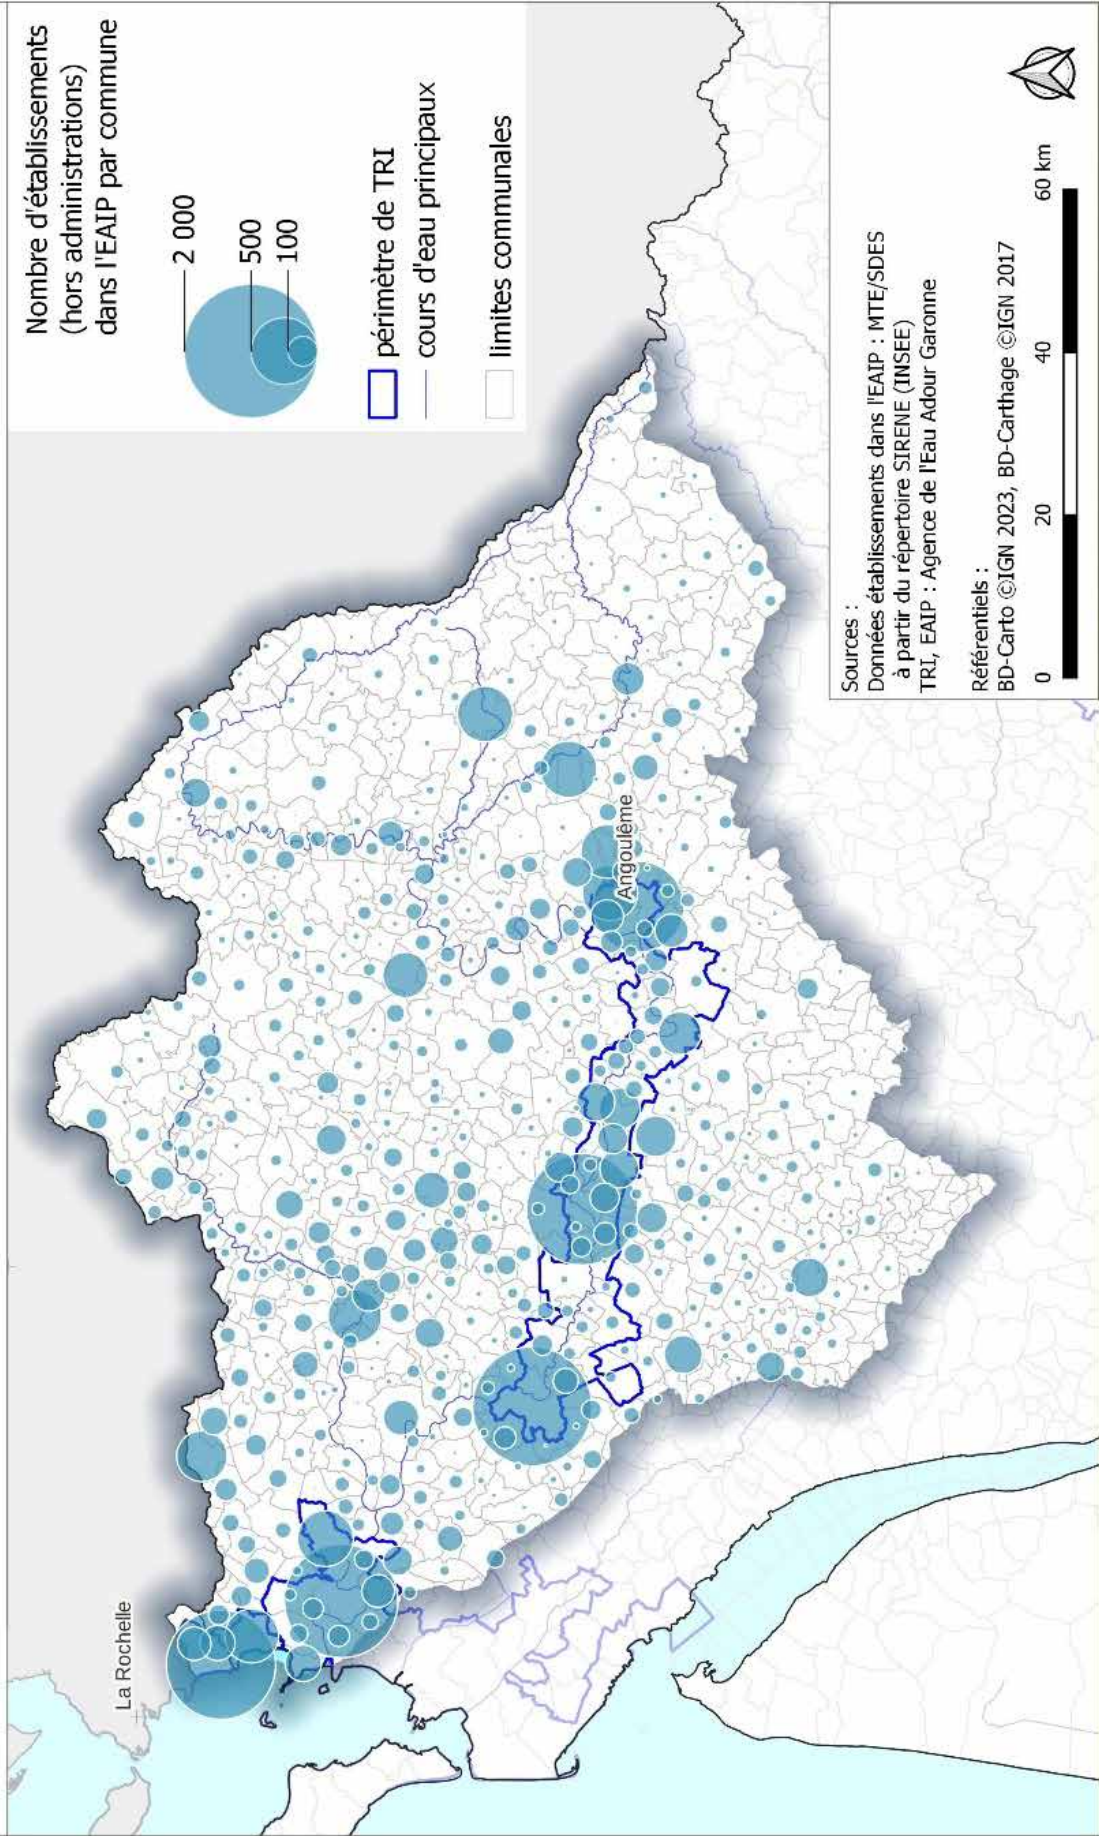 Nombre d'établissements
(hors administrations)
dans l'EAIP par commune
2 000
500
100
périmètre de TRI
cours d'eau principaux
limites communales
La Rochelle
Angoulême
Sources :
Données établissements dans l'EAIP : MTE/SDES
à partir du répertoire SIRENE (INSEE)
TRI, EAIP : Agence de l'Eau Adour Garonne
Référentiels :
BD-Carto ©IGN 2023, BD-Carthage ©IGN 2017
0 20 40 60 km